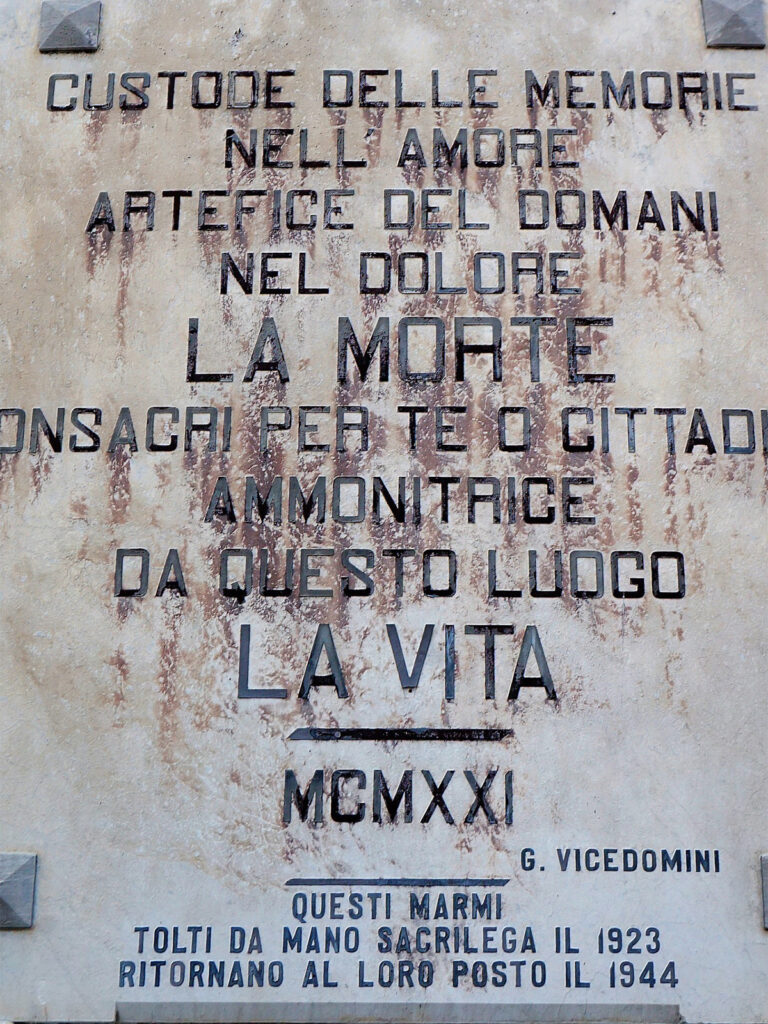 CUSTODE DELLE MEMORIE
NELL' AMORE
ARTEFICE DEL DOMANI
NEL DOLORE
LA MORTE
ONSACRI PER TE O CITTADI
AMMONITRICE
DA QUESTO LUOGO
LA VITA
MCMXXI
G. VICEDOMINI
QUESTI MARMI
TOLTI DA MANO SACRILEGA IL 1923
RITORNANO AL LORO POSTO IL 1944